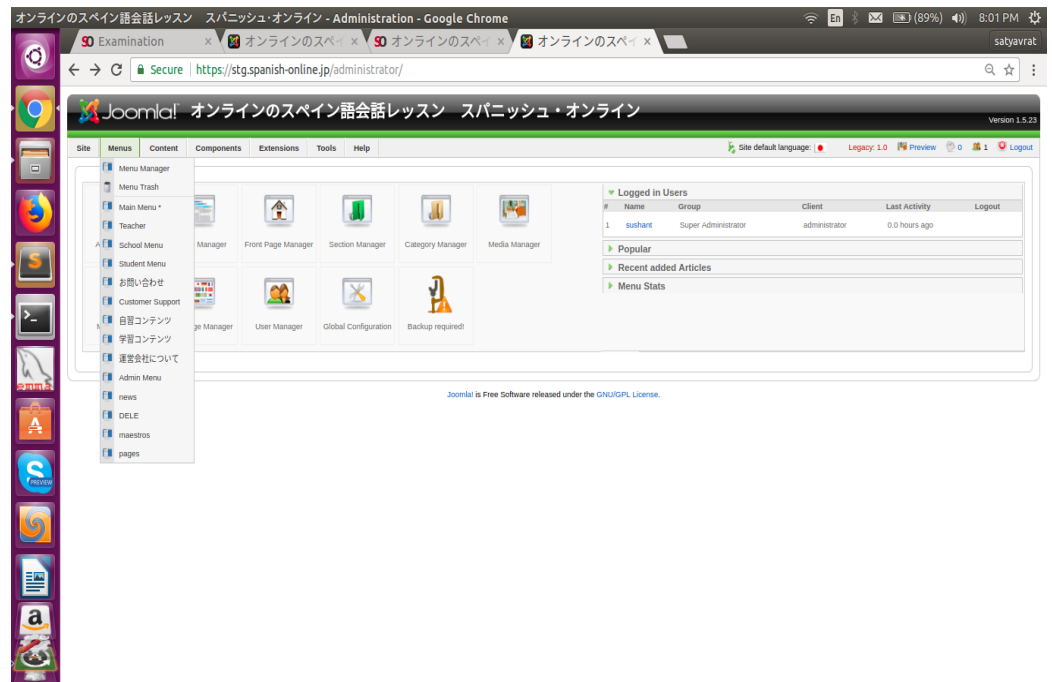 オンラインのスペイン語会話レッスン　スパニッシュ・オンライン - Administration - Google Chrome
En (89%) 8:01 PM
Examination × オンラインのスペイ × オンラインのスペイ × オンラインのスペイ × satyavrat
Secure | https://stg.spanish-online.jp/administrator/
Joomla! オンラインのスペイン語会話レッスン　スパニッシュ・オンライン
Version 1.5.23
Site Menus Content Components Extensions Tools Help Site default language: Legacy: 1.0 Preview 0 1 Logout
Menu Manager
Menu Trash
Main Menu *
Teacher
School Menu
Student Menu
お問い合わせ
Customer Support
自習コンテンツ
学習コンテンツ
運営会社について
Admin Menu
news
DELE
maestros
pages
Manager Front Page Manager Section Manager Category Manager Media Manager
ge Manager User Manager Global Configuration Backup required!
Logged in Users
# Name Group Client Last Activity Logout
1 sushant Super Administrator administrator 0.0 hours ago
Popular
Recent added Articles
Menu Stats
Joomla! is Free Software released under the GNU/GPL License.
emma
A
S
PREVIEW
a